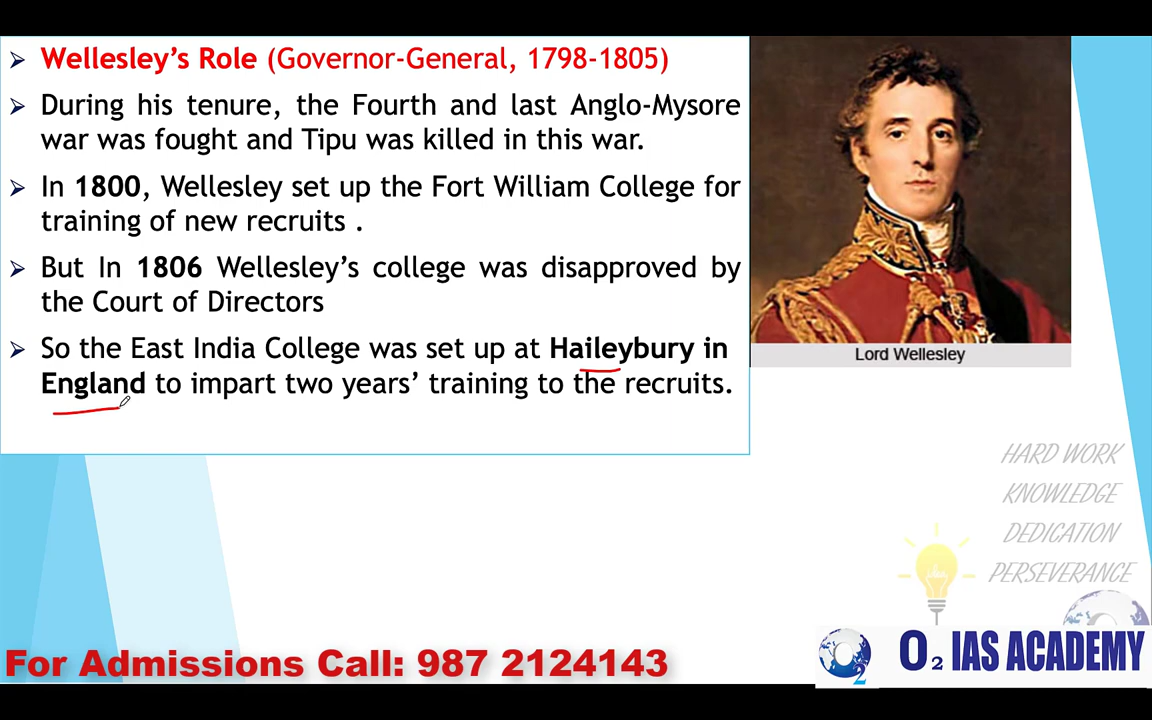 ➢ Wellesley’s Role (Governor-General, 1798-1805)
➢ During his tenure, the Fourth and last Anglo-Mysore
war was fought and Tipu was killed in this war.
➢ In 1800, Wellesley set up the Fort William College for
training of new recruits .
➢ But In 1806 Wellesley’s college was disapproved by
the Court of Directors
➢ So the East India College was set up at Haileybury in
England to impart two years’ training to the recruits.
Lord Wellesley
HARD WORK
KNOWLEDGE
DEDICATION
PERSEVERANCE
For Admissions Call: 987 2124143
O2
O2 IAS ACADEMY